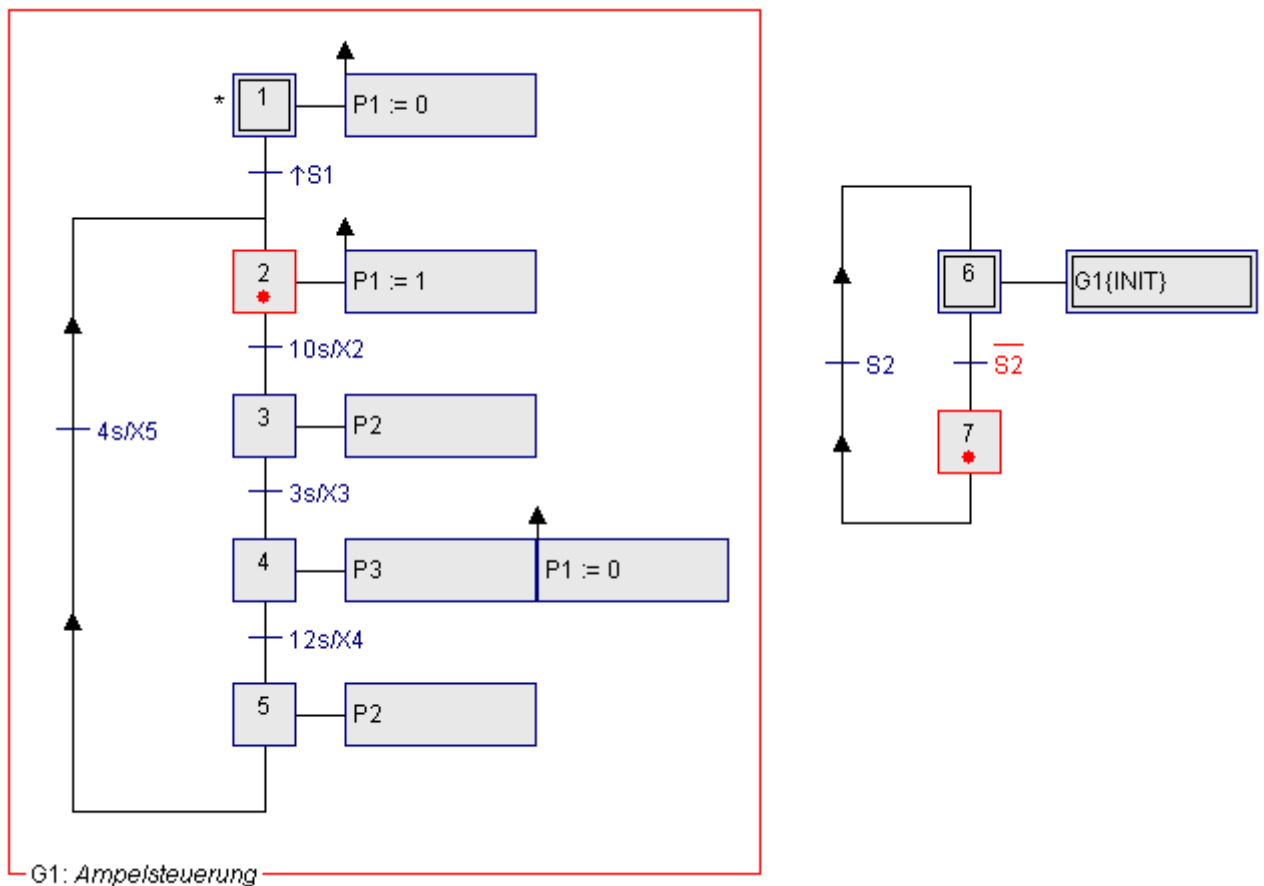 *
1
P1 := 0
↑S1
2
P1 := 1
10s/X2
3
P2
4s/X5
3s/X3
4
P3
P1 := 0
12s/X4
5
P2
G1: Ampelsteuerung
6
G1{INIT}
S2
S̅2̅
7